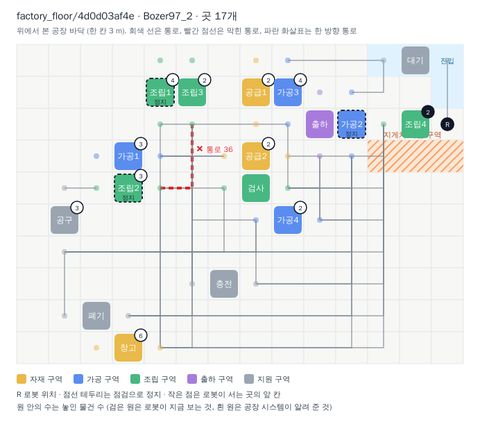 factory_floor/4d0d03af4e · Bozer97_2 · 곳 17개
위에서 본 공장 바닥 (한 칸 3 m). 회색 선은 통로, 빨간 점선은 막힌 통로, 파란 화살표는 한 방향 통로
대기
4 2 2 4
조립1 조립3 공급2 가공3
정지
2
출하 가공2 조립4 R
정지
✖ 통로 36
3 2
가공1 공급2
3
조립2 검사
정지
3 2
공구 가공4
충전
폐기
6
창고
자재 구역 가공 구역 조립 구역 출하 구역 지원 구역
R 로봇 위치 · 점선 테두리는 점검으로 정지 · 작은 점은 로봇이 서는 곳의 앞 칸
원 안의 수는 놓인 물건 수 (검은 원은 로봇이 지금 보는 것, 흰 원은 공장 시스템이 알려 준 것)